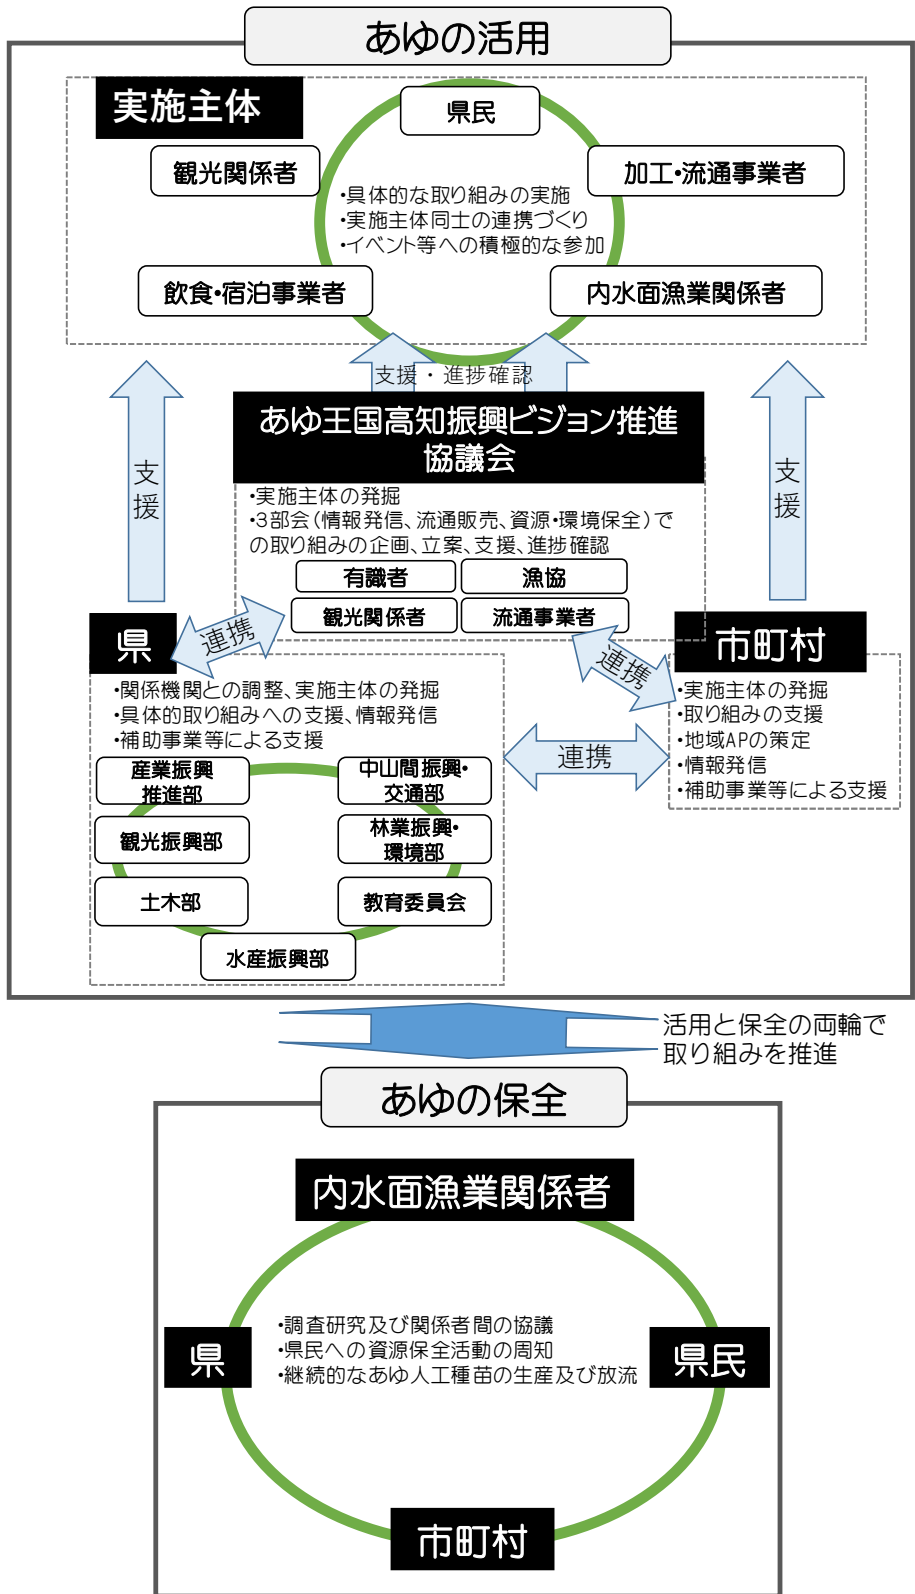 あゆの活用
実施主体
県民
観光関係者
加工・流通事業者
・具体的な取り組みの実施
・実施主体同士の連携づくり
・イベント等への積極的な参加
飲食・宿泊事業者
内水面漁業関係者
支援・進捗確認
あゆ王国高知振興ビジョン推進
協議会
支援
支援
・実施主体の発掘
・3部会(情報発信、流通販売、資源・環境保全)で
の取り組みの企画、立案、支援、進捗確認
有識者
漁協
観光関係者
流通事業者
県
連携
連携
市町村
・関係機関との調整、実施主体の発掘
・具体的取り組みへの支援、情報発信
・補助事業等による支援
・実施主体の発掘
・取り組みの支援
・地域APの策定
・情報発信
・補助事業等による支援
連携
産業振興
推進部
中山間振興・
交通部
観光振興部
林業振興・
環境部
土木部
教育委員会
水産振興部
活用と保全の両輪で
取り組みを推進
あゆの保全
内水面漁業関係者
・調査研究及び関係者間の協議
・県民への資源保全活動の周知
・継続的なあゆ人工種苗の生産及び放流
県
県民
市町村